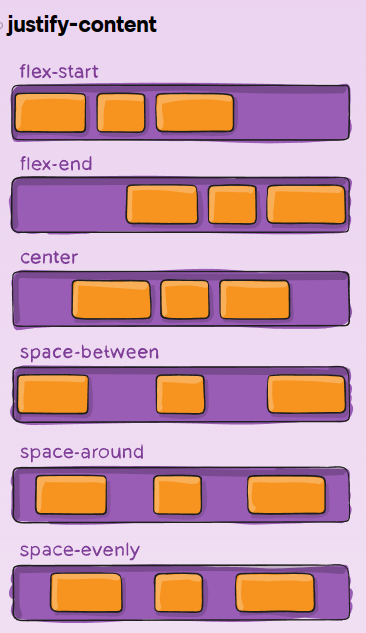 justify-content
flex-start
flex-end
center
space-between
space-around
space-evenly